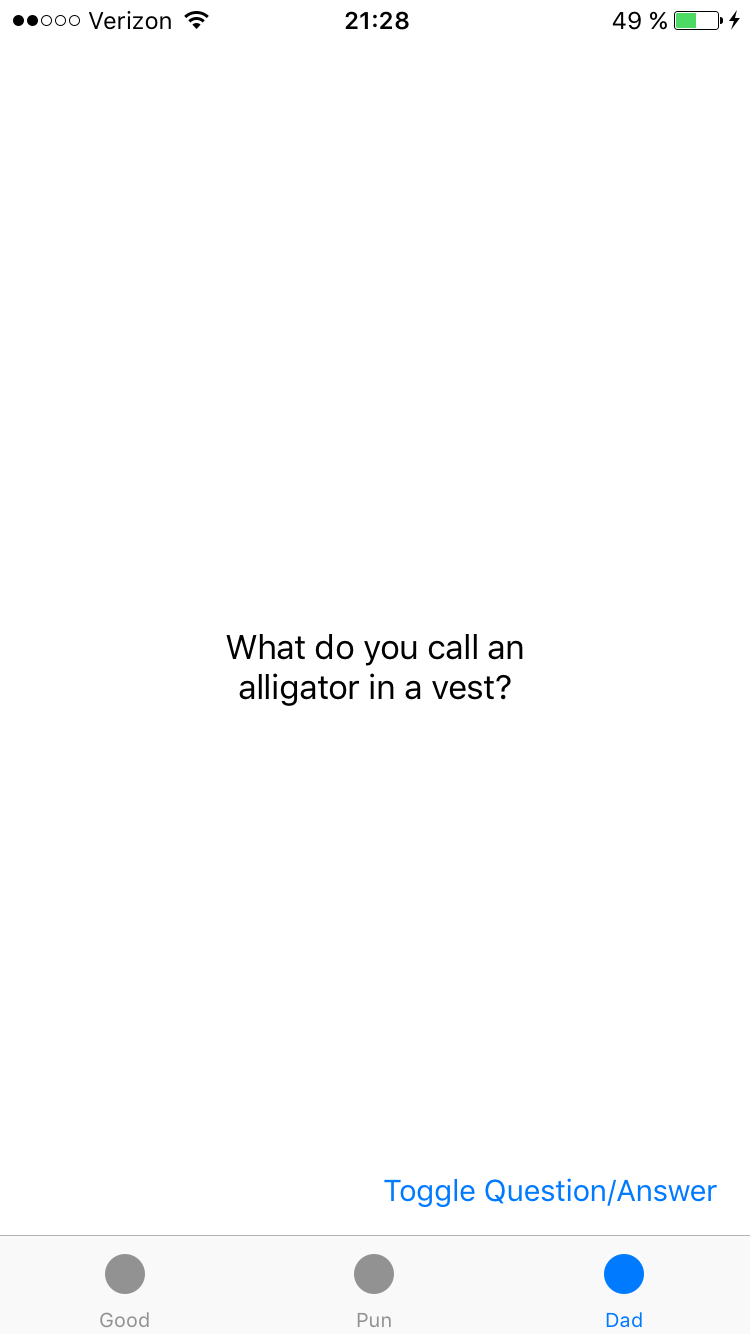 Verizon 21:28 49 %
What do you call an
alligator in a vest?
Toggle Question/Answer
Good Pun Dad